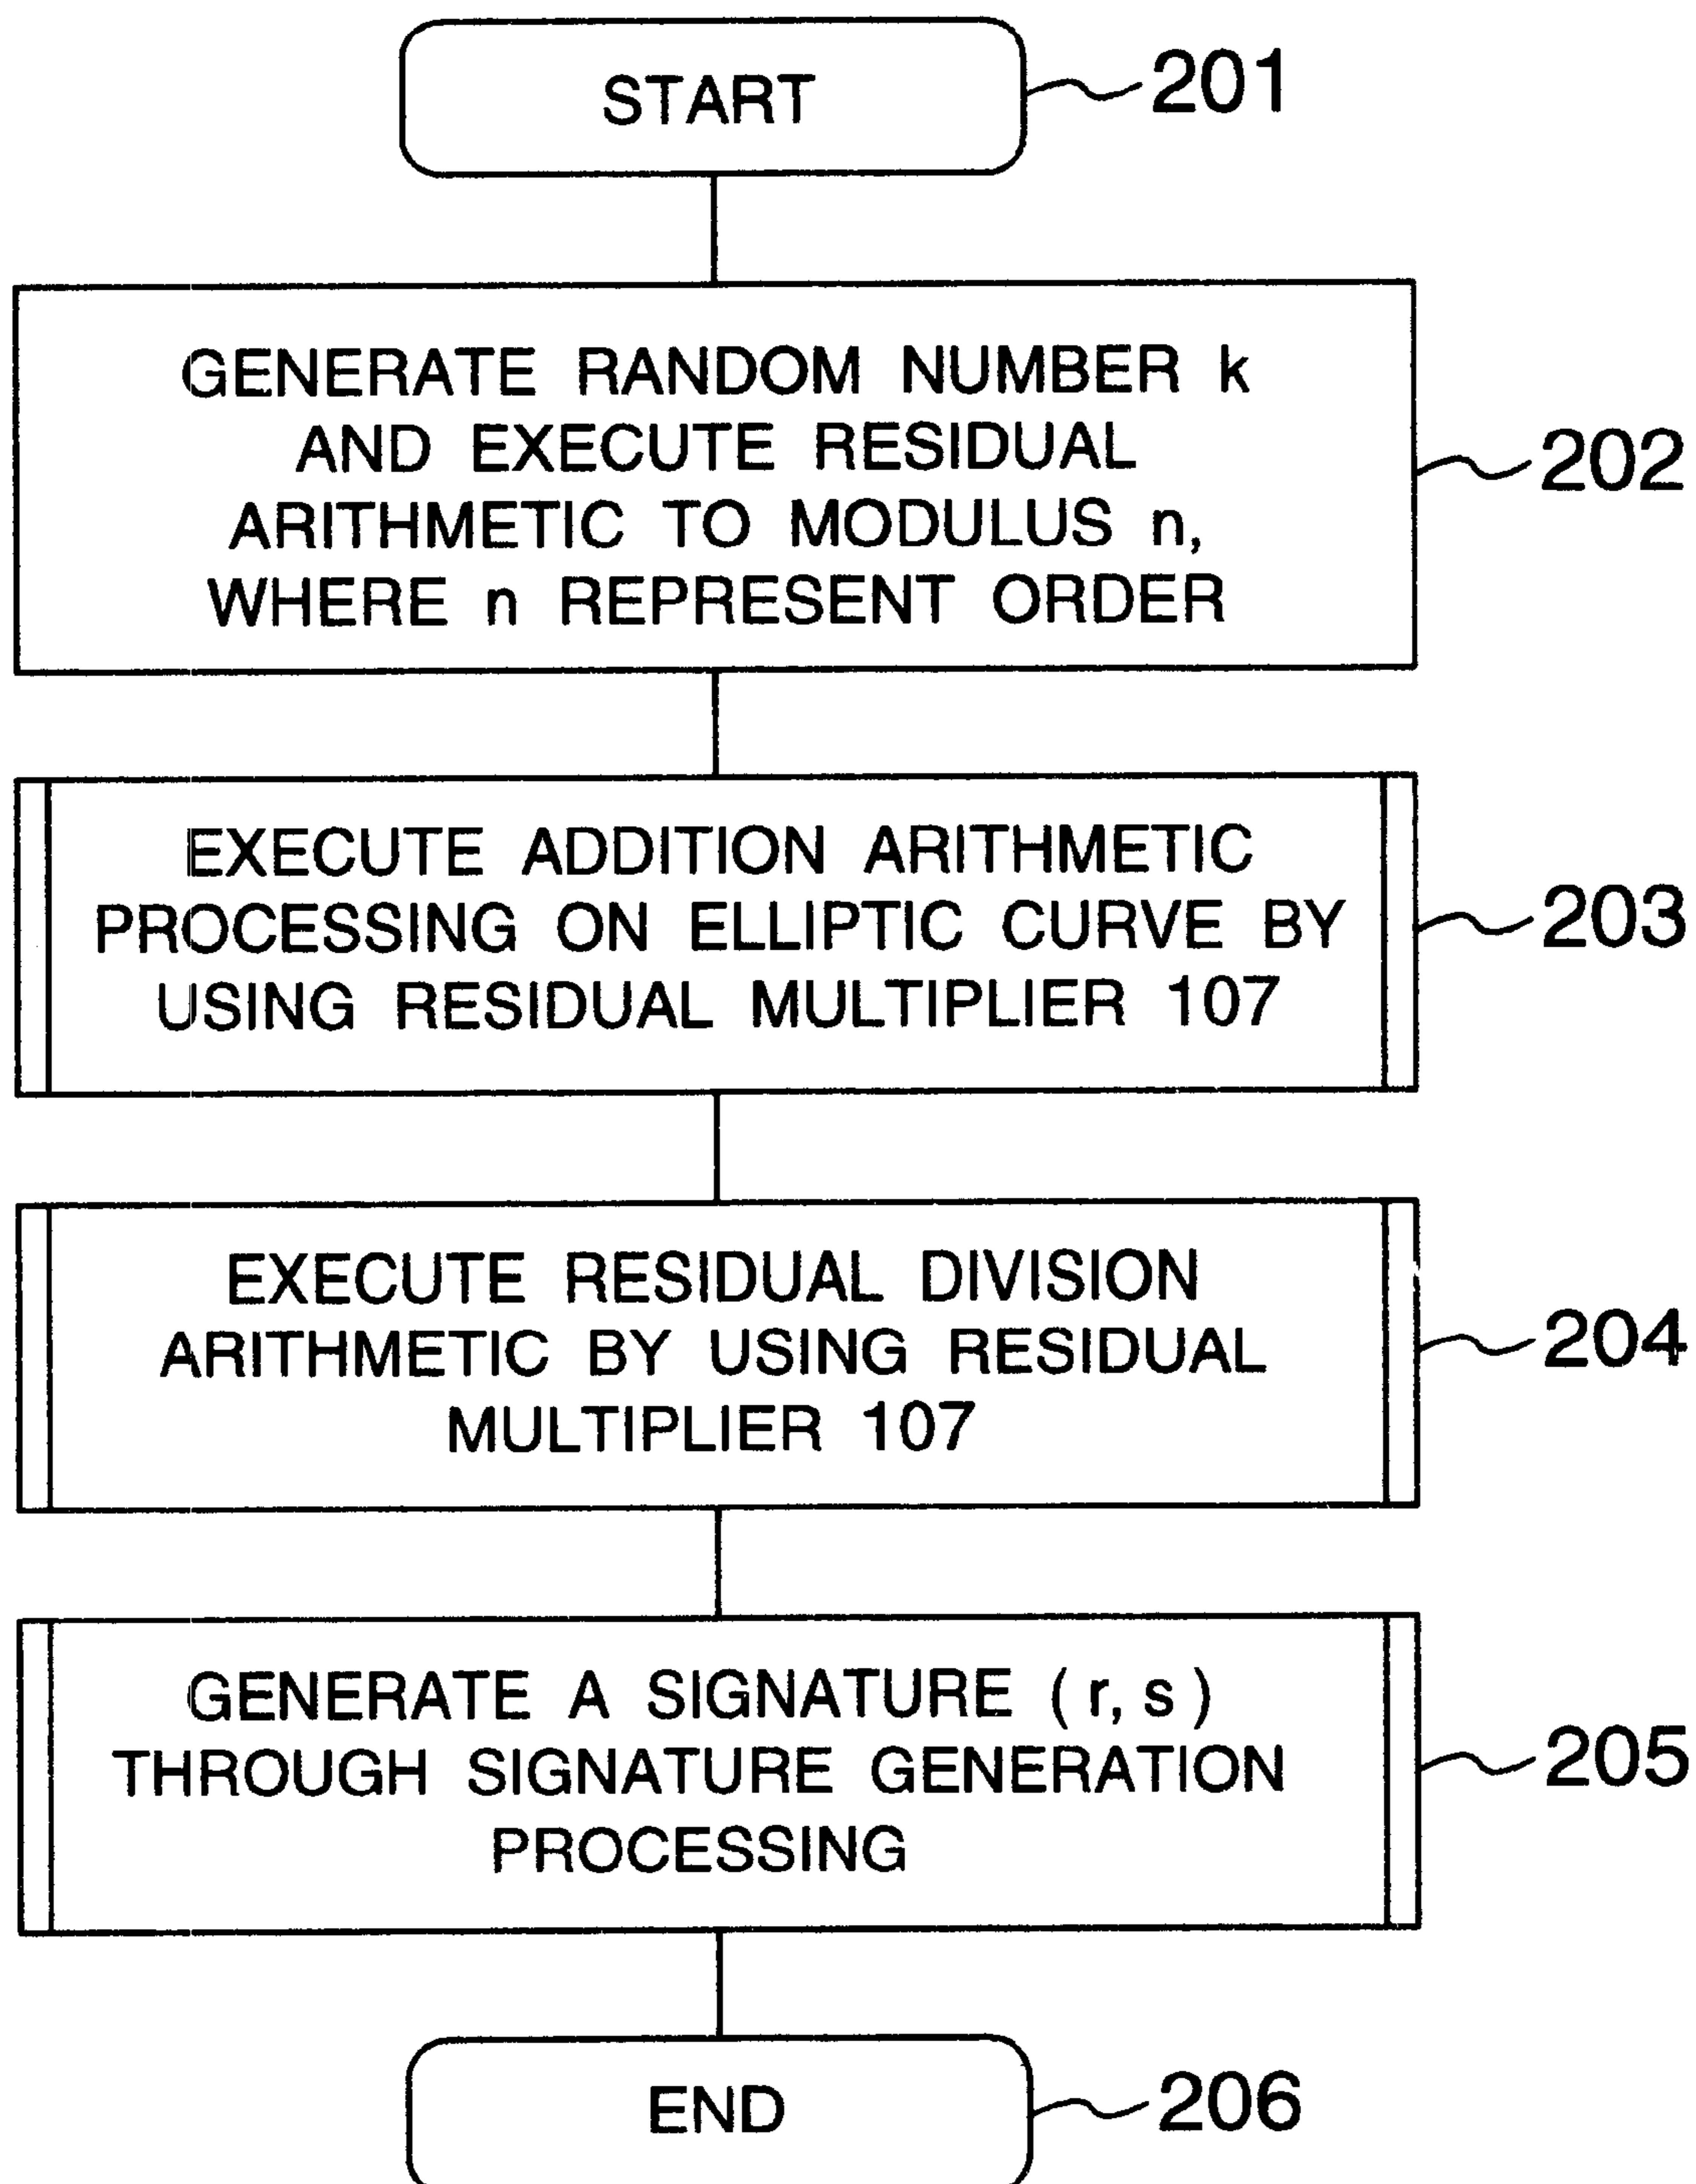 START
201
GENERATE RANDOM NUMBER k
AND EXECUTE RESIDUAL
ARITHMETIC TO MODULUS n,
WHERE n REPRESENT ORDER
202
EXECUTE ADDITION ARITHMETIC
PROCESSING ON ELLIPTIC CURVE BY
USING RESIDUAL MULTIPLIER 107
203
EXECUTE RESIDUAL DIVISION
ARITHMETIC BY USING RESIDUAL
MULTIPLIER 107
204
GENERATE A SIGNATURE (r, s)
THROUGH SIGNATURE GENERATION
PROCESSING
205
END
206